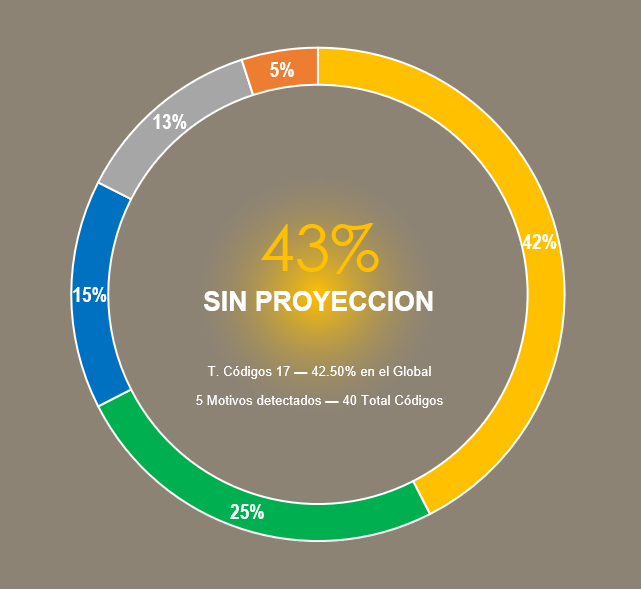 5%
13%
42%
43%
SIN PROYECCION
15%
T. Códigos 17 — 42.50% en el Global
5 Motivos detectados — 40 Total Códigos
25%